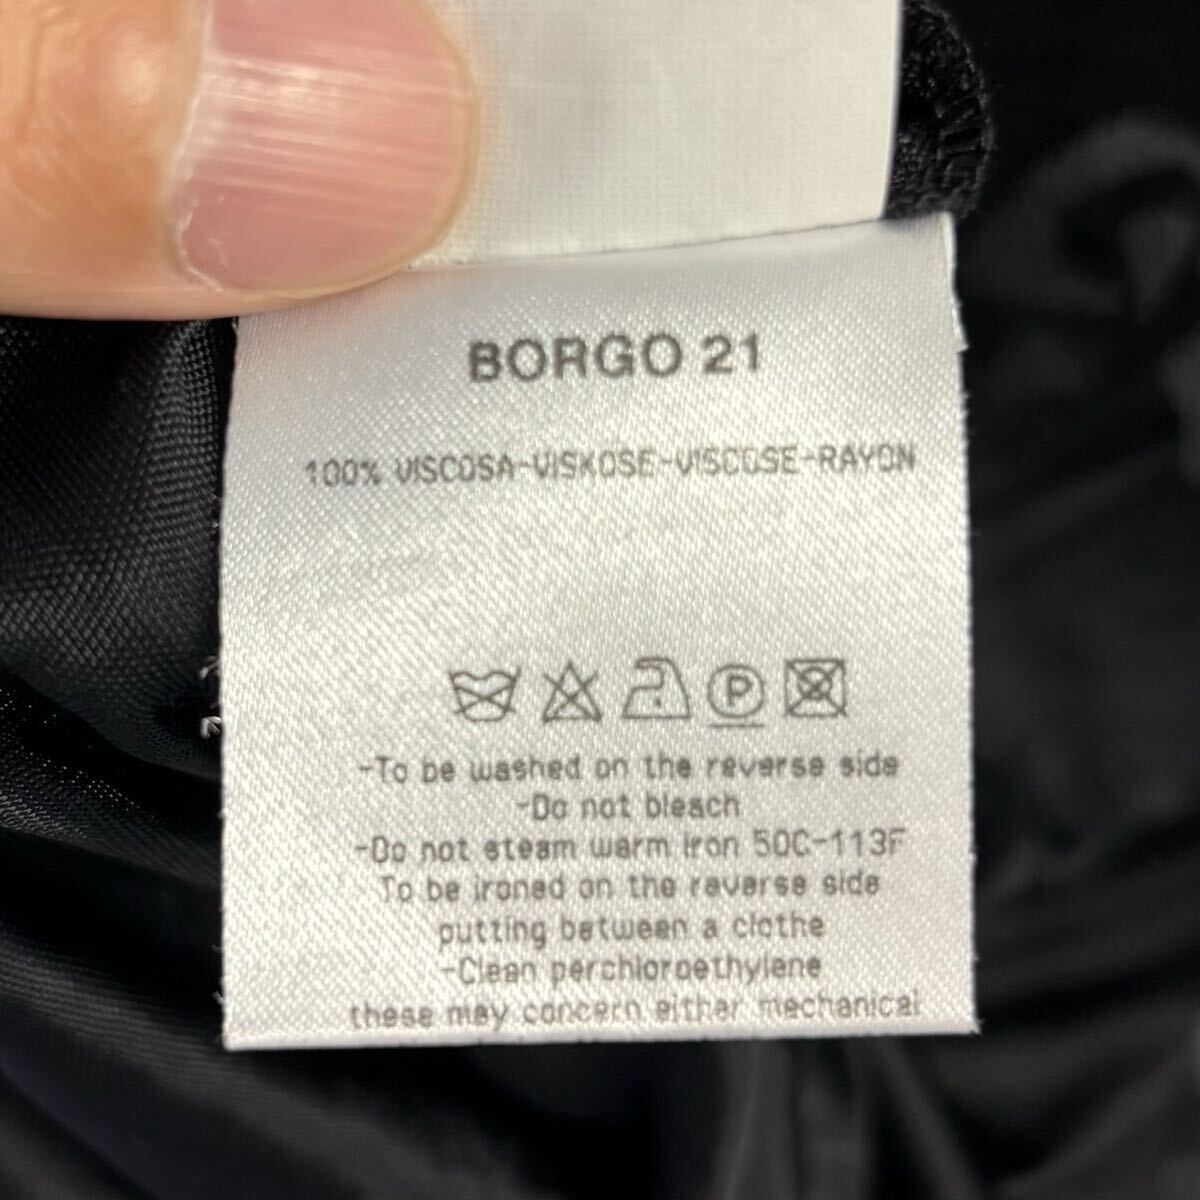 BORGO 21
100% VISCOSA-VISKOSE-VISCOSE-RAYON
P
-To be washed on the reverse side
-Do not bleach
-Do not steam warm iron 50C-113F
To be ironed on the reverse side
putting between a clothe
-Clean perchloroethylene
these may concern either mechanical